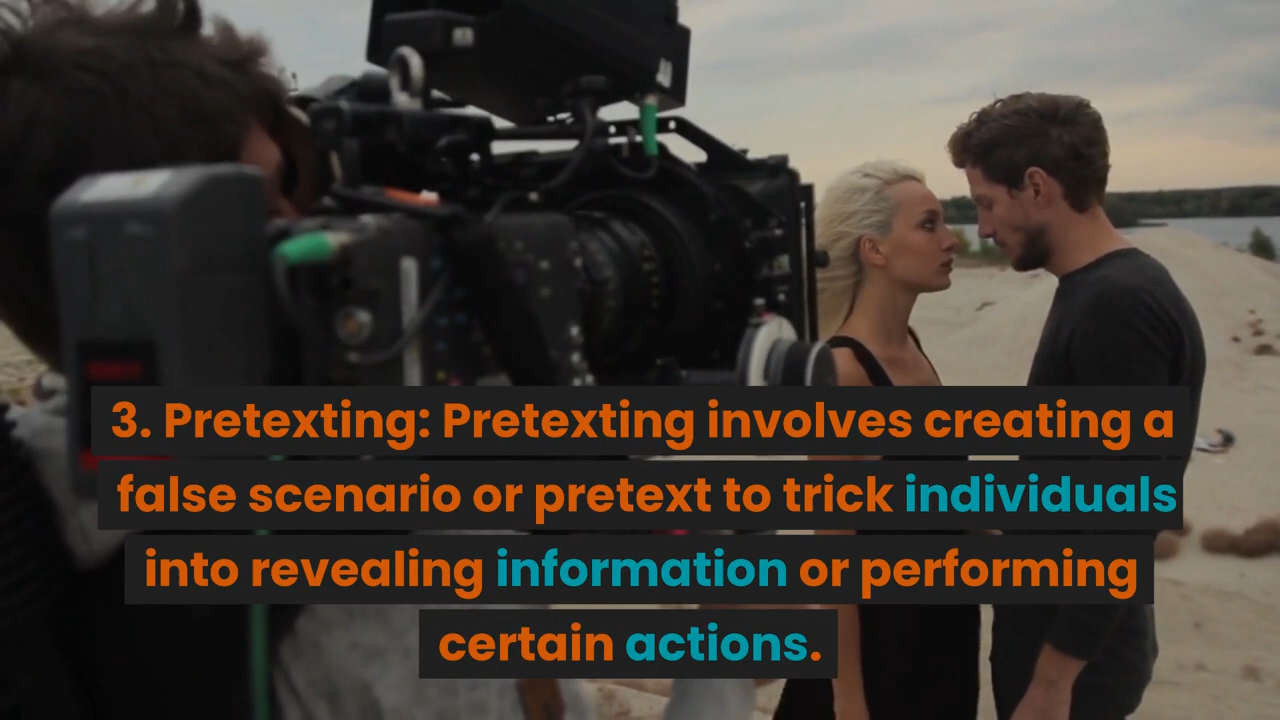 3. Pretexting: Pretexting involves creating a
false scenario or pretext to trick individuals
into revealing information or performing
certain actions.